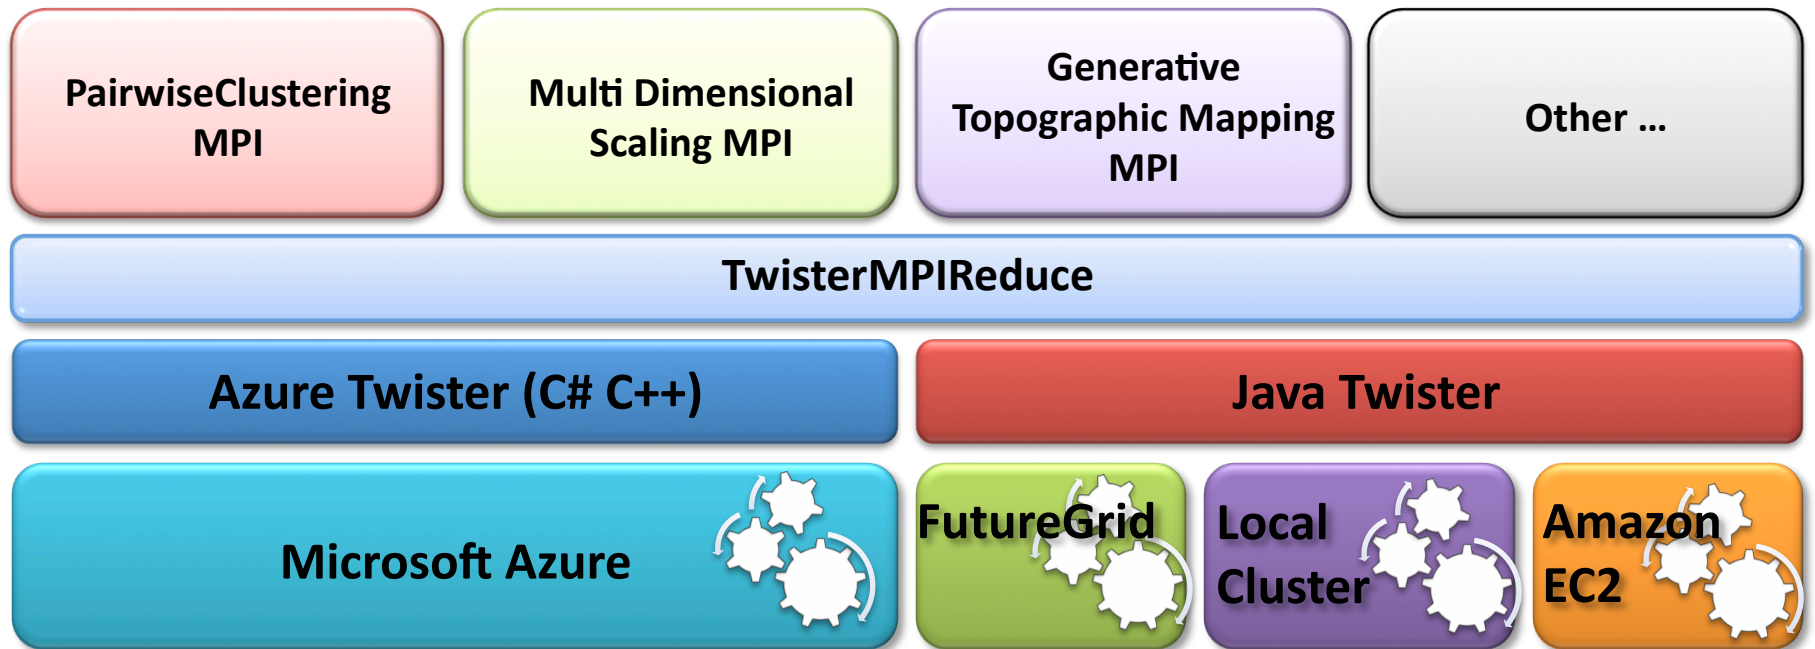 PairwiseClustering
MPI
Multi Dimensional
Scaling MPI
Generative
Topographic Mapping
MPI
Other ...
TwisterMPIReduce
Azure Twister (C# C++)
Java Twister
Microsoft Azure
FutureGrid
Local
Cluster
Amazon
EC2